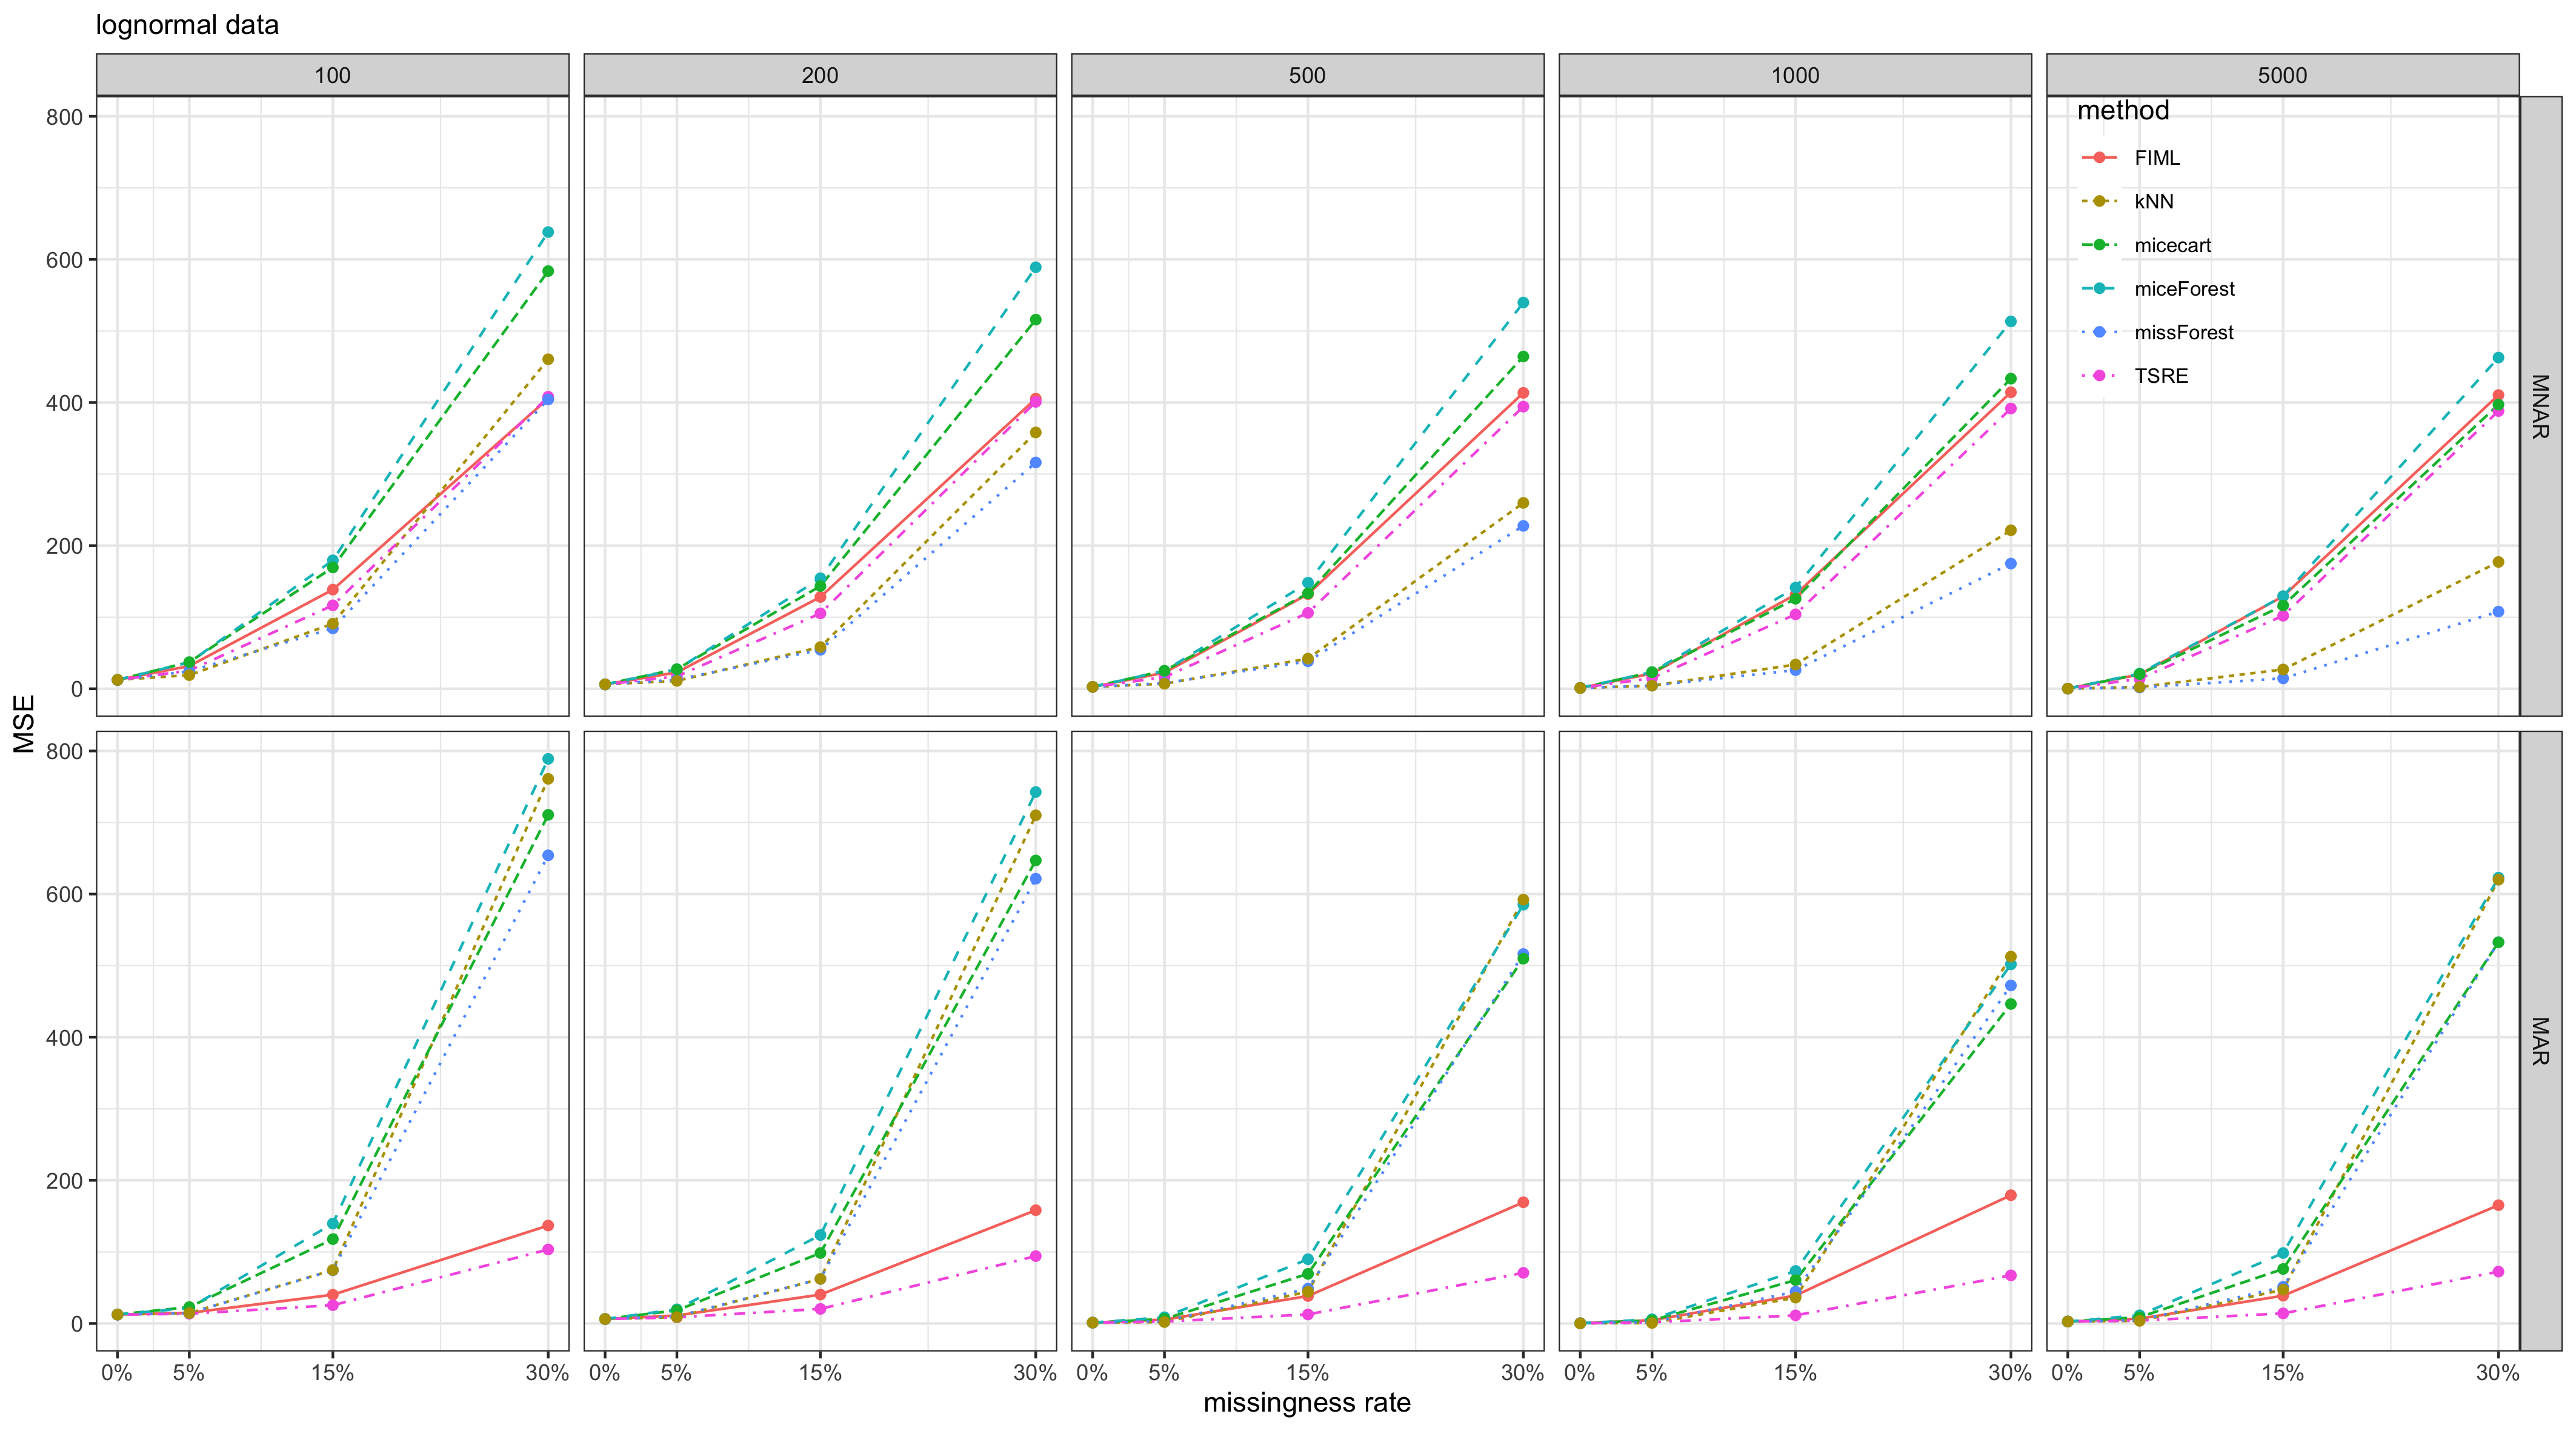 lognormal data
100 200 500 1000 5000
method
FIML
kNN
micecart
miceForest
missForest
TSRE
800
600
400
200
0
MNAR
MSE
800
600
400
200
0
MAR
0% 5% 15% 30% 0% 5% 15% 30% 0% 5% 15% 30% 0% 5% 15% 30% 0% 5% 15% 30%
missingness rate